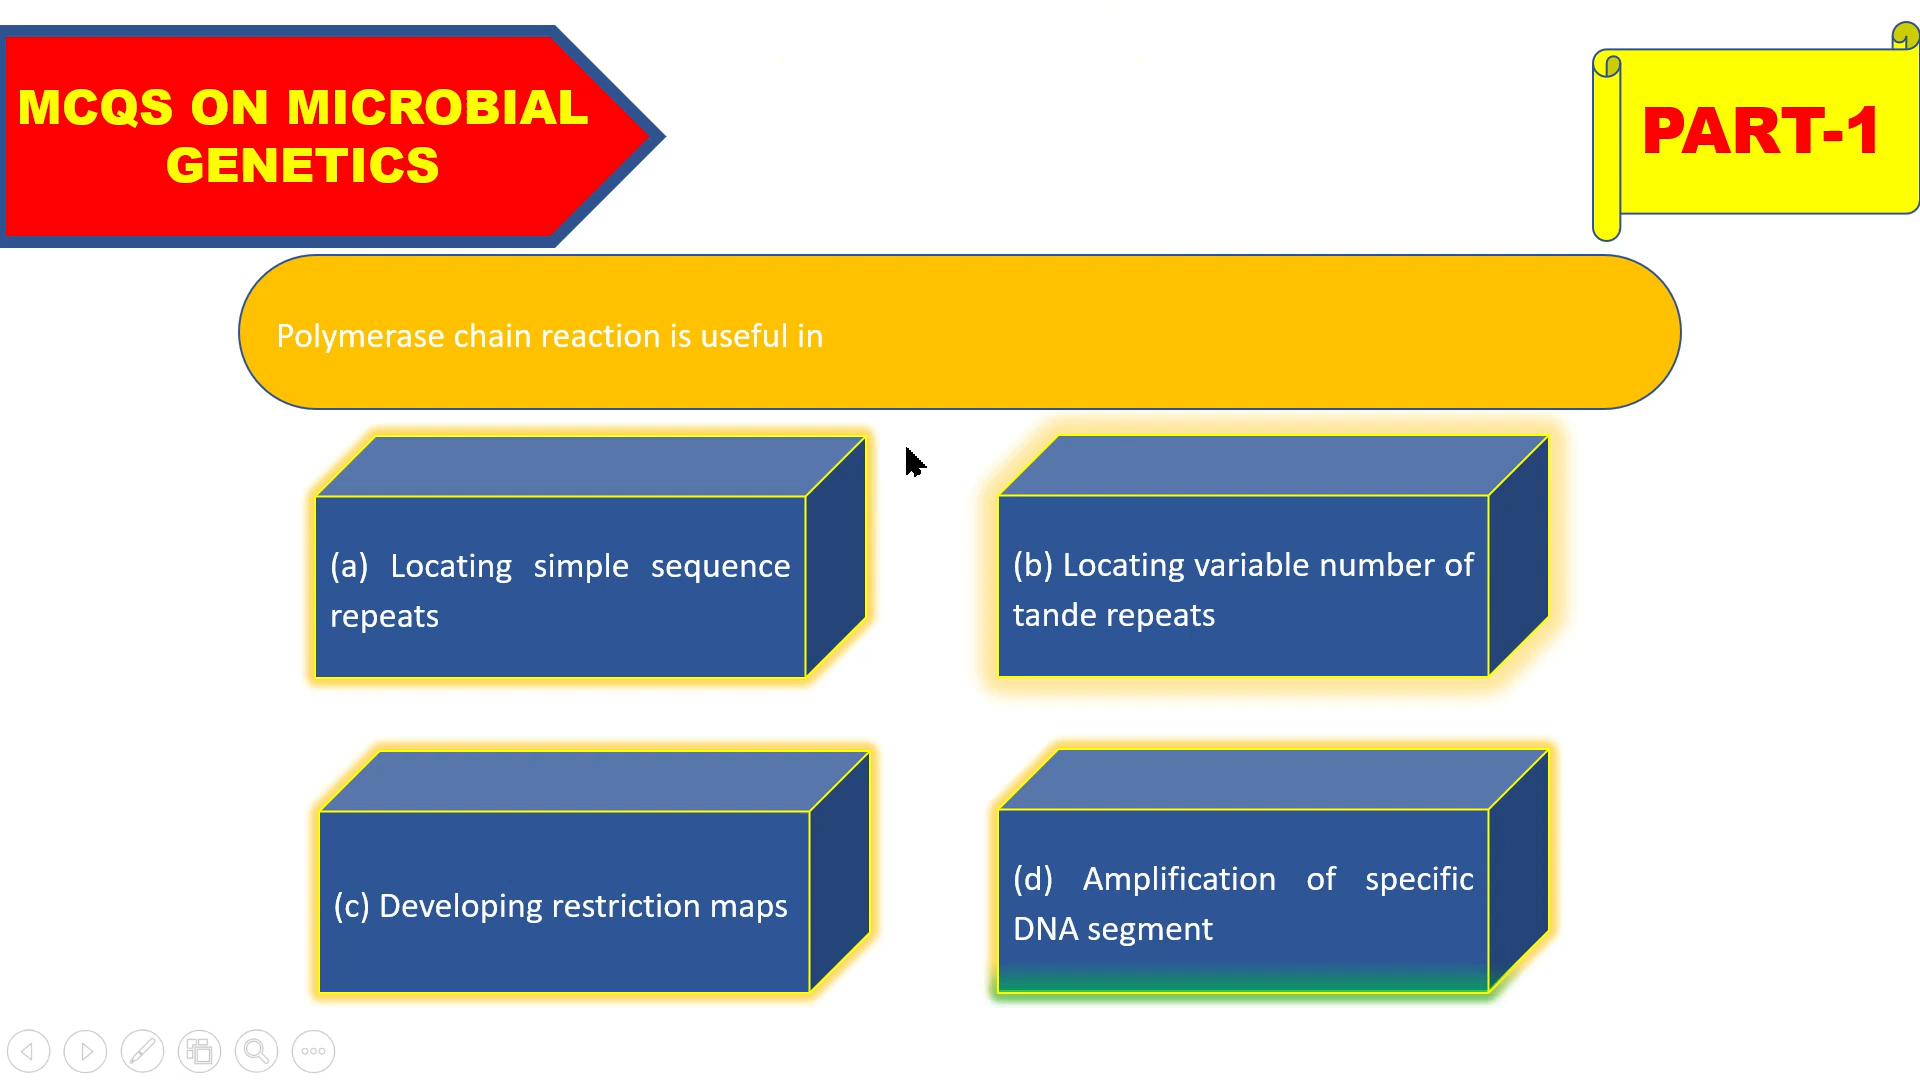 MCQS ON MICROBIAL
GENETICS
PART-1
Polymerase chain reaction is useful in
(a) Locating simple sequence
repeats
(b) Locating variable number of
tande repeats
(c) Developing restriction maps
(d) Amplification of specific
DNA segment